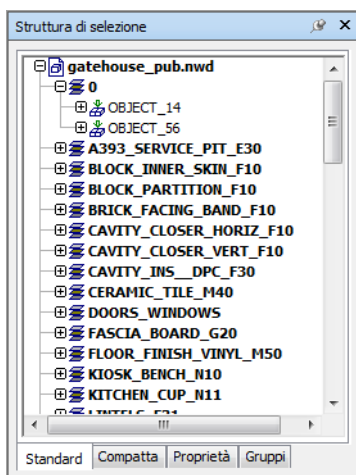 Struttura di selezione
gatehouse_pub.nwd
0
OBJECT_14
OBJECT_56
A393_SERVICE_PIT_E30
BLOCK_INNER_SKIN_F10
BLOCK_PARTITION_F10
BRICK_FACING_BAND_F10
CAVITY_CLOSER_HORIZ_F10
CAVITY_CLOSER_VERT_F10
CAVITY_INS__DPC_F30
CERAMIC_TILE_M40
DOORS_WINDOWS
FASCIA_BOARD_G20
FLOOR_FINISH_VINYL_M50
KIOSK_BENCH_N10
KITCHEN_CUP_N11
Standard Compatta Proprietà Gruppi